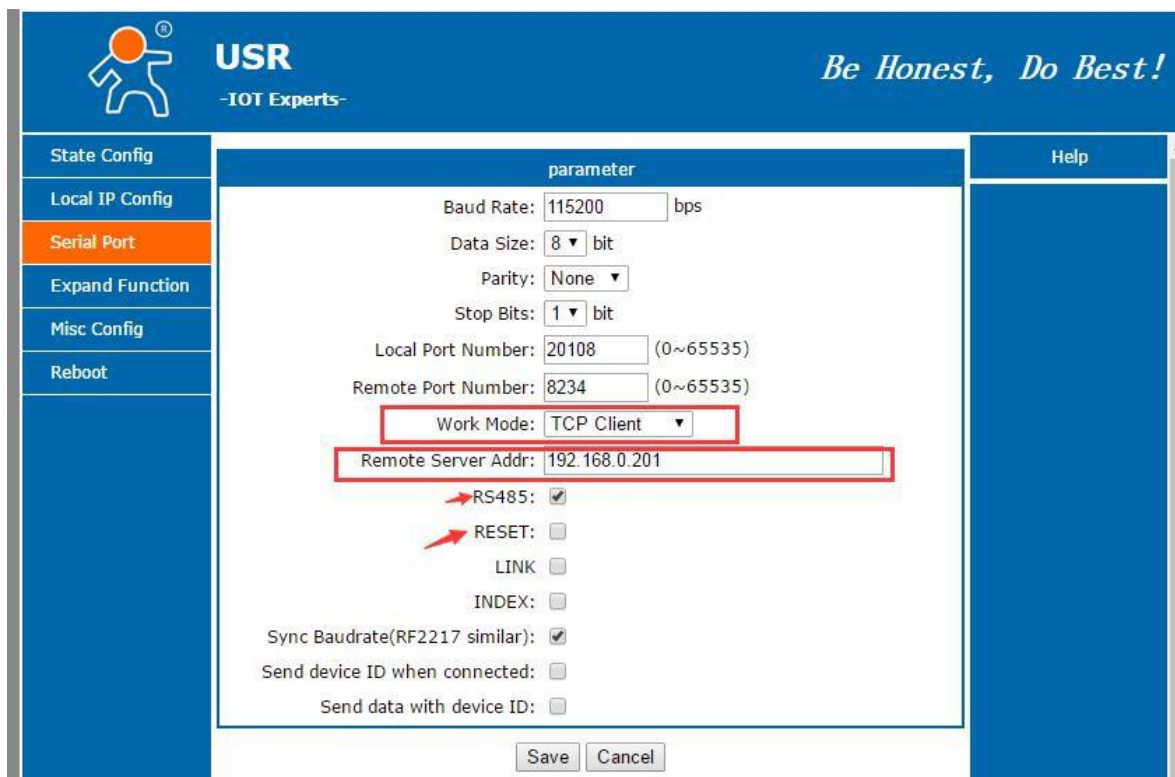 ®
USR
-IOT Experts-
Be Honest, Do Best!
State Config
Local IP Config
Serial Port
Expand Function
Misc Config
Reboot
parameter
Baud Rate: 115200 bps
Data Size: 8 bit
Parity: None
Stop Bits: 1 bit
Local Port Number: 20108 (0~65535)
Remote Port Number: 8234 (0~65535)
Work Mode: TCP Client
Remote Server Addr: 192.168.0.201
RS485:
RESET:
LINK
INDEX:
Sync Baudrate(RF2217 similar):
Send device ID when connected:
Send data with device ID:
Save Cancel
Help